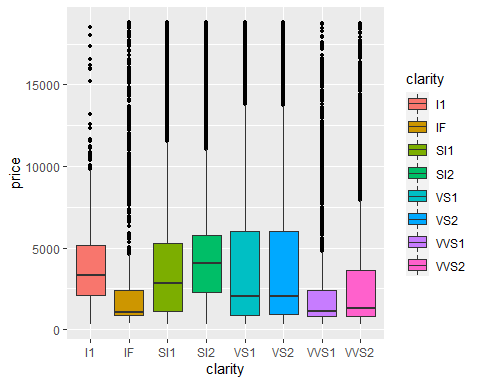 15000
10000
5000
0
price
I1 IF SI1 SI2 VS1 VS2 VVS1 VVS2
clarity
clarity
I1
IF
SI1
SI2
VS1
VS2
VVS1
VVS2